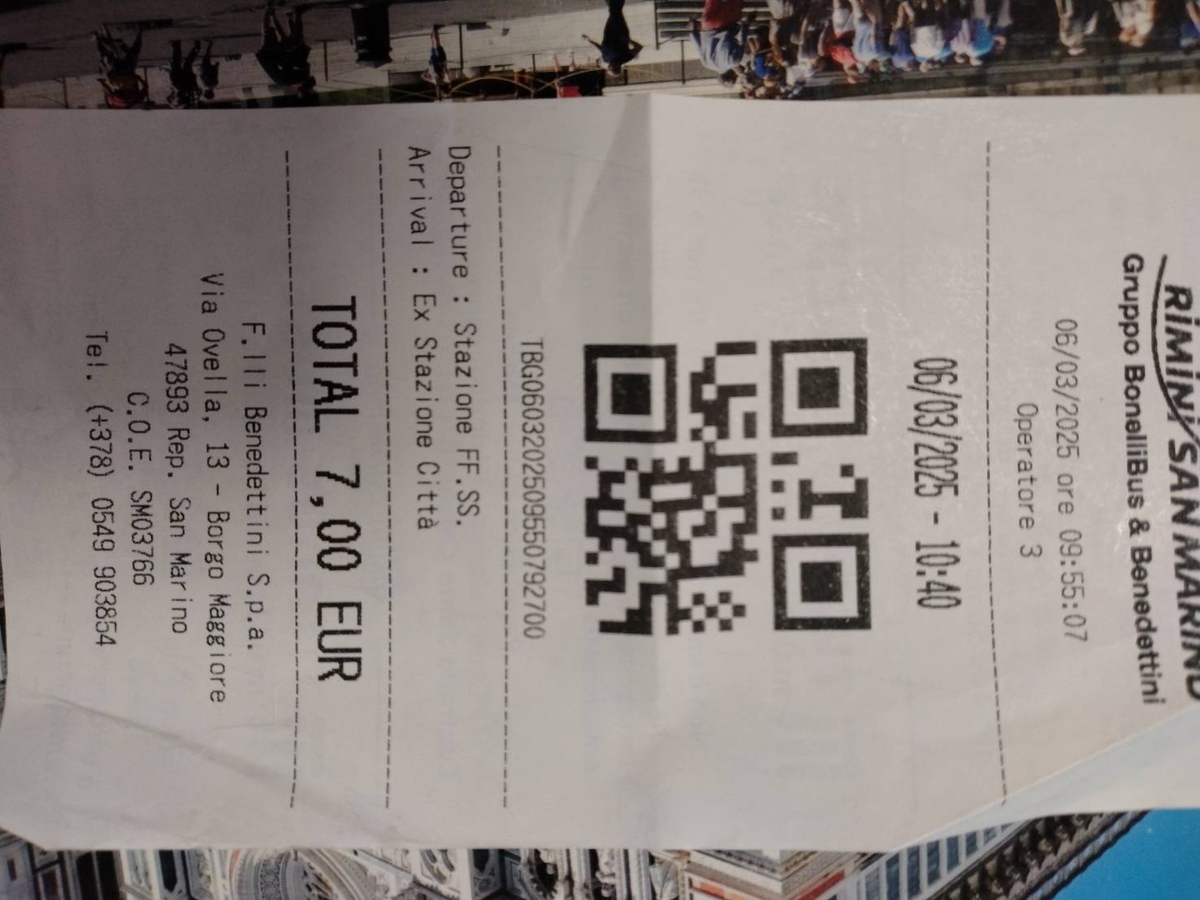 RIMINI/SAN MARINO
Gruppo BonelliBus & Benedettini
06/03/2025 ore 09:55:07
Operatore 3
06/03/2025 - 10:40
TBG0603202509550792700
Departure : Stazione FF.SS.
Arrival : Ex Stazione Città
TOTAL 7,00 EUR
F.lli Benedettini S.p.a.
Via Ovella, 13 - Borgo Maggiore
47893 Rep. San Marino
C.O.E. SM03766
Tel. (+378) 0549 903854